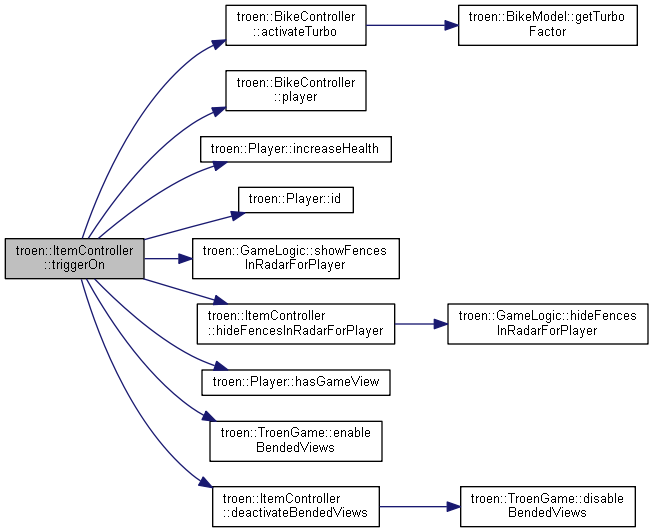 troen::BikeController
::activateTurbo
troen::BikeModel::getTurbo
Factor
troen::BikeController
::player
troen::Player::increaseHealth
troen::Player::id
troen::ItemController
::triggerOn
troen::GameLogic::showFences
InRadarForPlayer
troen::ItemController
::hideFencesInRadarForPlayer
troen::GameLogic::hideFences
InRadarForPlayer
troen::Player::hasGameView
troen::TroenGame::enable
BendedViews
troen::ItemController
::deactivateBendedViews
troen::TroenGame::disable
BendedViews